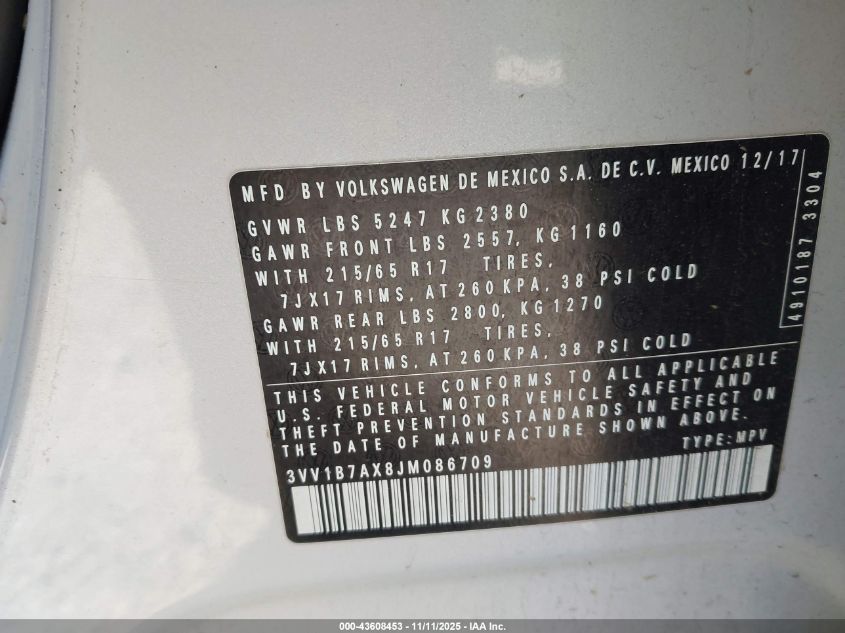 MFD BY VOLKSWAGEN DE MEXICO S.A. DE C.V. MEXICO 12/17
GVWR LBS 5247 KG 2380
GAWR FRONT LBS 2557, KG 1160
WITH 215/65 R17 TIRES,
7JX17 RIMS, AT 260 KPA, 38 PSI COLD
GAWR REAR LBS 2800, KG 1270
WITH 215/65 R17 TIRES,
7JX17 RIMS, AT 260 KPA, 38 PSI COLD
THIS VEHICLE CONFORMS TO ALL APPLICABLE
U.S. FEDERAL MOTOR VEHICLE SAFETY AND
THEFT PREVENTION STANDARDS IN EFFECT ON
THE DATE OF MANUFACTURE SHOWN ABOVE.
3VV1B7AX8JM086709 TYPE: MPV
4910187 3304
000-43608453 - 11/11/2025 - IAA Inc.